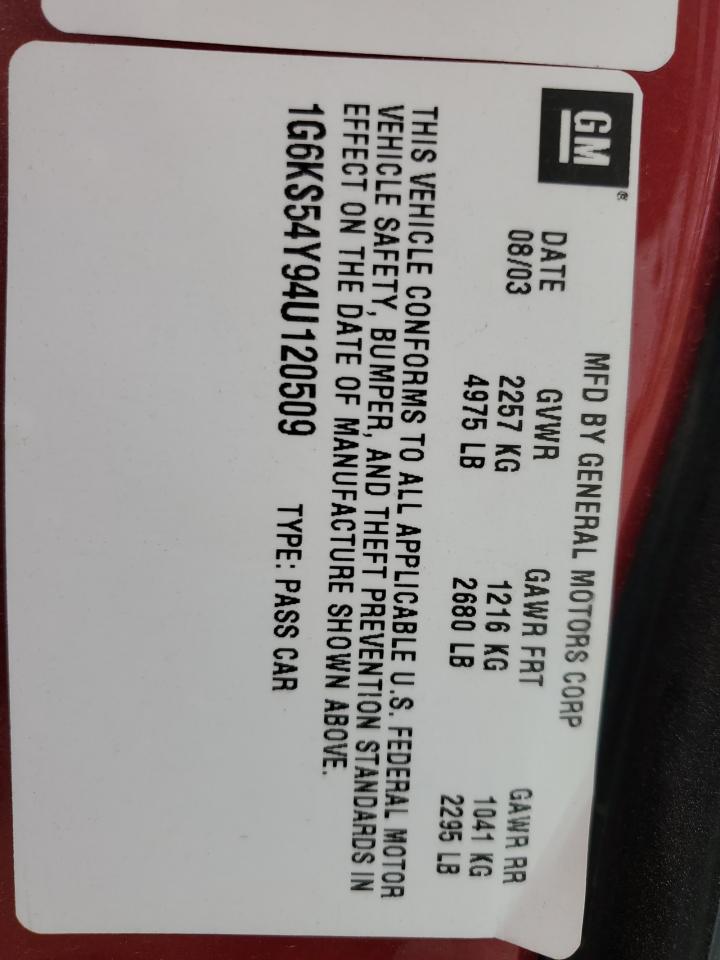 GM®
MFD BY GENERAL MOTORS CORP
DATE GVWR GAWR FRT GAWR RR
08/03 2257 KG 1216 KG 1041 KG
4975 LB 2680 LB 2295 LB
THIS VEHICLE CONFORMS TO ALL APPLICABLE U.S. FEDERAL MOTOR
VEHICLE SAFETY, BUMPER, AND THEFT PREVENTION STANDARDS IN
EFFECT ON THE DATE OF MANUFACTURE SHOWN ABOVE.
1G6KS54Y94U120509 TYPE: PASS CAR